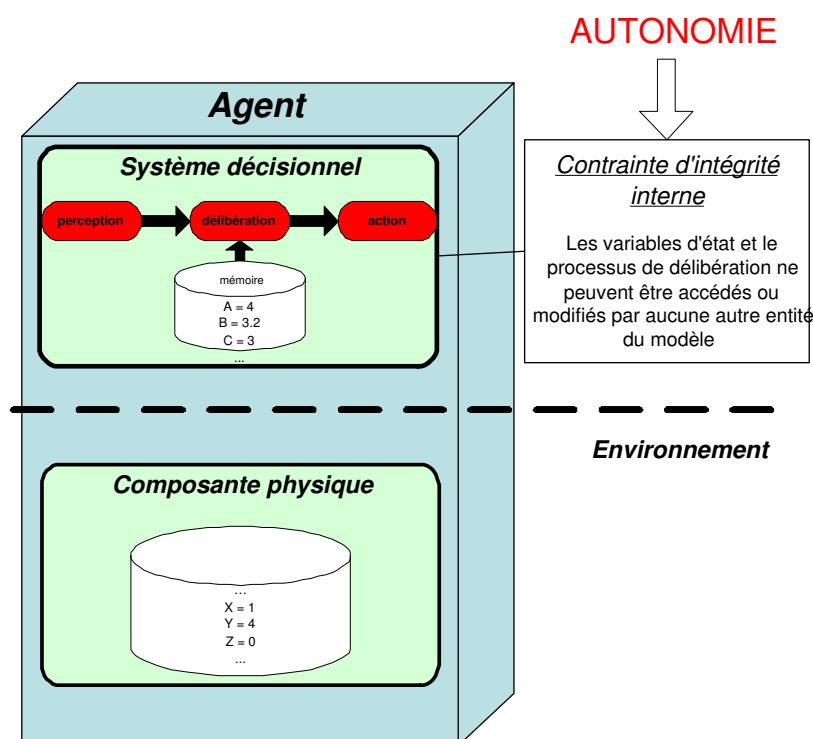 AUTONOMIE
Agent
Système décisionnel
perception
délibération
action
mémoire
A = 4
B = 3.2
C = 3
...
Contrainte d'intégrité
interne
Les variables d'état et le
processus de délibération ne
peuvent être accédés ou
modifiés par aucune autre entité
du modèle
Environnement
Composante physique
...
X = 1
Y = 4
Z = 0
...